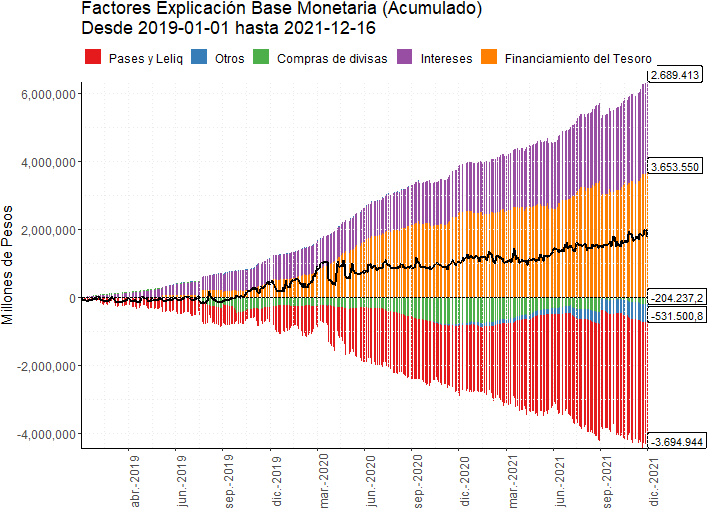 Factores Explicación Base Monetaria (Acumulado)
Desde 2019-01-01 hasta 2021-12-16
Pases y Leliq Otros Compras de divisas Intereses Financiamiento del Tesoro
Millones de Pesos
6,000,000
4,000,000
2,000,000
0
-2,000,000
-4,000,000
2.689.413
3.653.550
-204.237,2
-531.500,8
-3.694.944
abr.-2019
jun.-2019
sep.-2019
dic.-2019
mar.-2020
jun.-2020
sep.-2020
dic.-2020
mar.-2021
jun.-2021
sep.-2021
dic.-2021